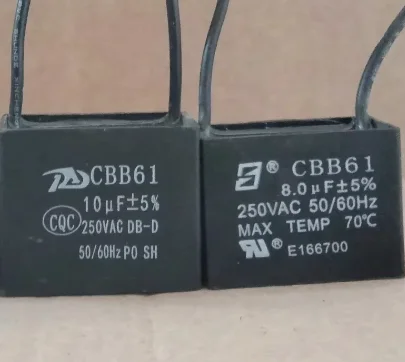 CBB61
10μF±5%
CQC
250VAC DB-D
50/60Hz PO SH
® CBB61
8.0μF±5%
250VAC 50/60Hz
MAX TEMP 70℃
® E166700